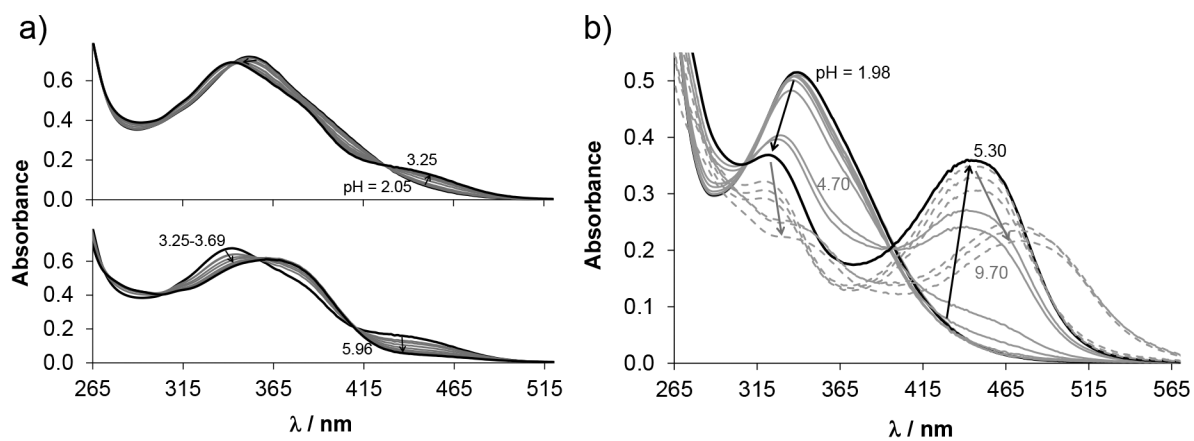 a)
0.6
0.4
0.2
0.0
3.25
pH = 2.05
Absorbance
3.25-3.69
0.6
0.4
0.2
0.0
5.96
Absorbance
265 315 365 415 465 515
λ / nm
b)
0.5
0.4
0.3
0.2
0.1
0.0
pH = 1.98
5.30
4.70
9.70
Absorbance
265 315 365 415 465 515 565
λ / nm